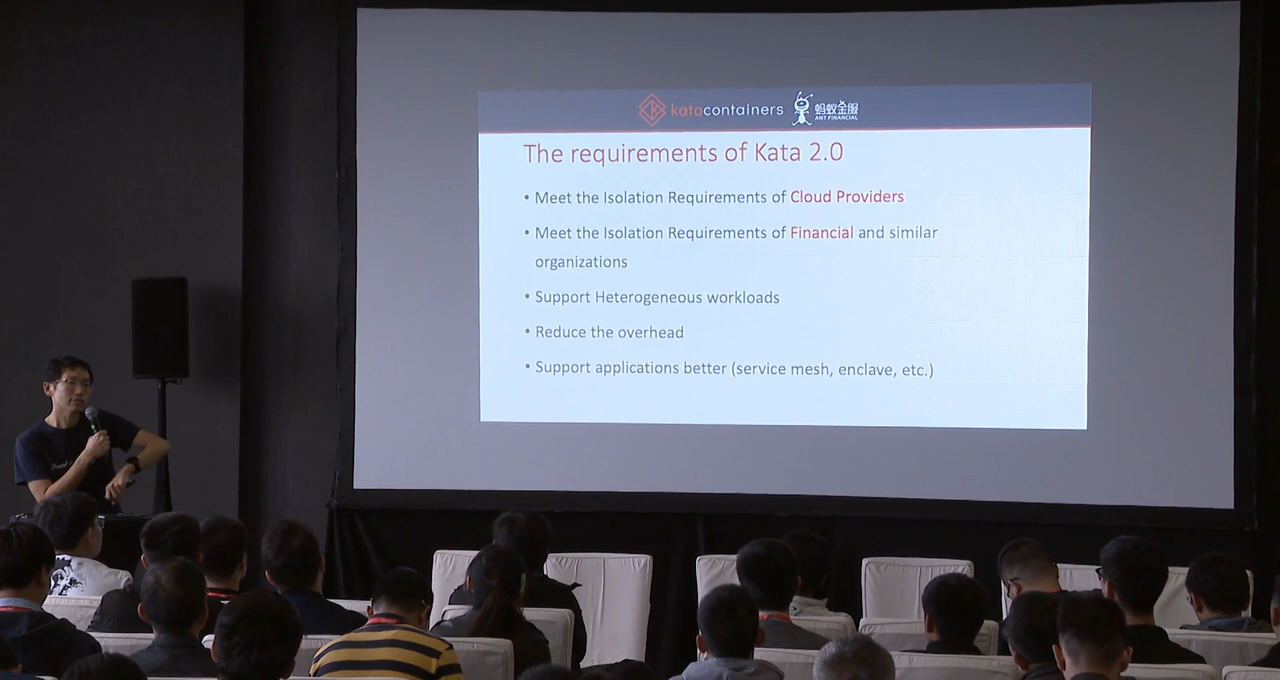 katacontainers 蚂蚁金服
ANT FINANCIAL
The requirements of Kata 2.0
• Meet the Isolation Requirements of Cloud Providers
• Meet the Isolation Requirements of Financial and similar
organizations
• Support Heterogeneous workloads
• Reduce the overhead
• Support applications better (service mesh, enclave, etc.)